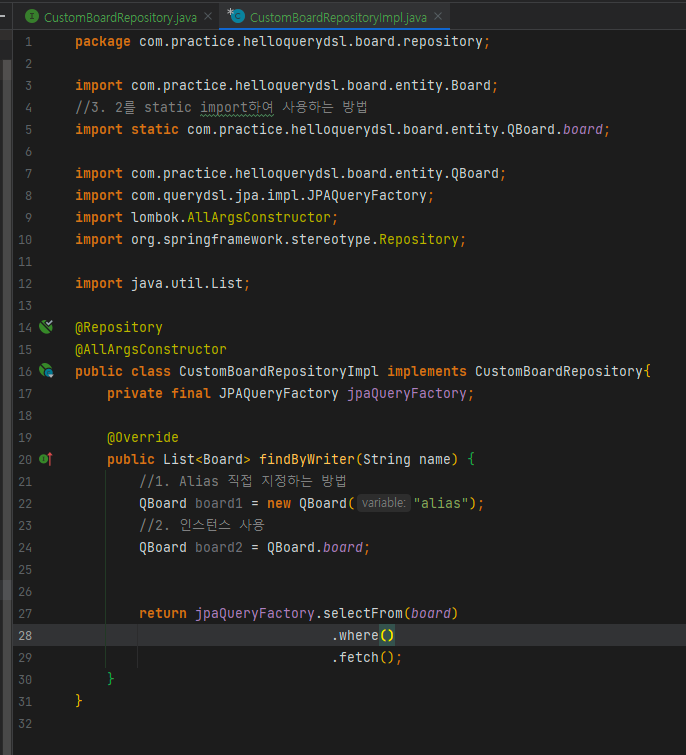 CustomBoardRepository.java × CustomBoardRepositoryImpl.java ×
1 package com.practice.helloquerydsl.board.repository;
2
3 import com.practice.helloquerydsl.board.entity.Board;
4 //3. 2를 static import하여 사용하는 방법
5 import static com.practice.helloquerydsl.board.entity.QBoard.board;
6
7 import com.practice.helloquerydsl.board.entity.QBoard;
8 import com.querydsl.jpa.impl.JPAQueryFactory;
9 import lombok.AllArgsConstructor;
10 import org.springframework.stereotype.Repository;
11
12 import java.util.List;
13
14 @Repository
15 @AllArgsConstructor
16 public class CustomBoardRepositoryImpl implements CustomBoardRepository{
17 private final JPAQueryFactory jpaQueryFactory;
18
19 @Override
20 public List<Board> findByWriter(String name) {
21 //1. Alias 직접 지정하는 방법
22 QBoard board1 = new QBoard( variable: "alias");
23 //2. 인스턴스 사용
24 QBoard board2 = QBoard.board;
25
26
27 return jpaQueryFactory.selectFrom(board)
28 .where()
29 .fetch();
30 }
31 }
32